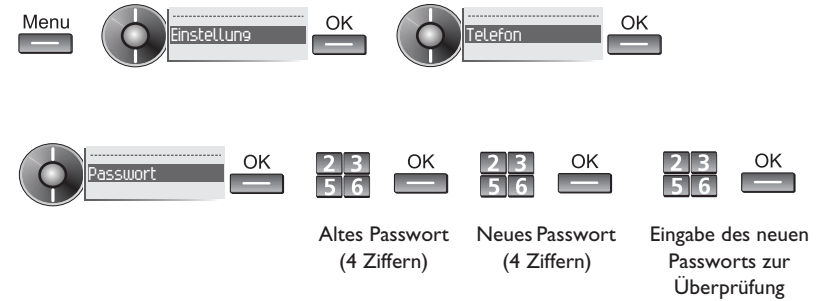 Menu
Einstellung
OK
Telefon
OK
Passwort
OK
2 3
5 6
OK
2 3
5 6
OK
2 3
5 6
OK
Altes Passwort
(4 Ziffern)
Neues Passwort
(4 Ziffern)
Eingabe des neuen
Passworts zur
Überprüfung